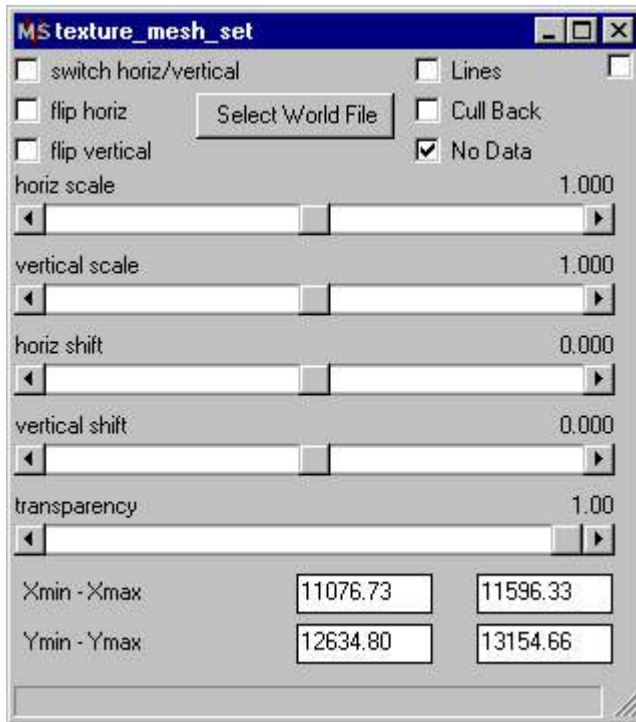 MS texture_mesh_set
switch horiz/vertical Lines
flip horiz Select World File Cull Back
flip vertical No Data
horiz scale 1.000
vertical scale 1.000
horiz shift 0.000
vertical shift 0.000
transparency 1.00
Xmin - Xmax 11076.73 11596.33
Ymin - Ymax 12634.80 13154.66